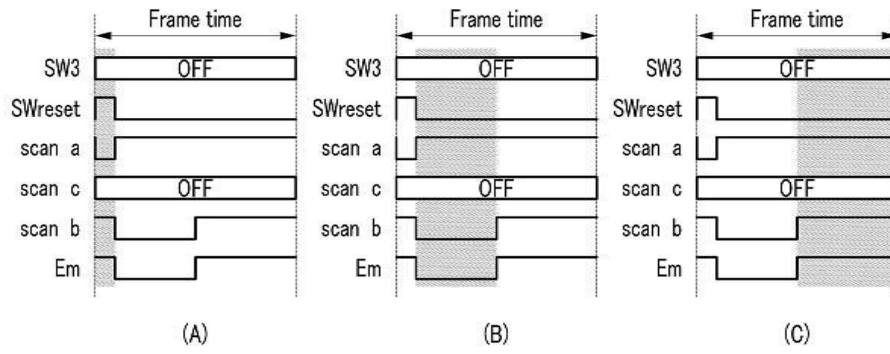 Frame time
SW3 OFF
SWreset
scan a
scan c OFF
scan b
Em
(A)
Frame time
SW3 OFF
SWreset
scan a
scan c OFF
scan b
Em
(B)
Frame time
SW3 OFF
SWreset
scan a
scan c OFF
scan b
Em
(C)